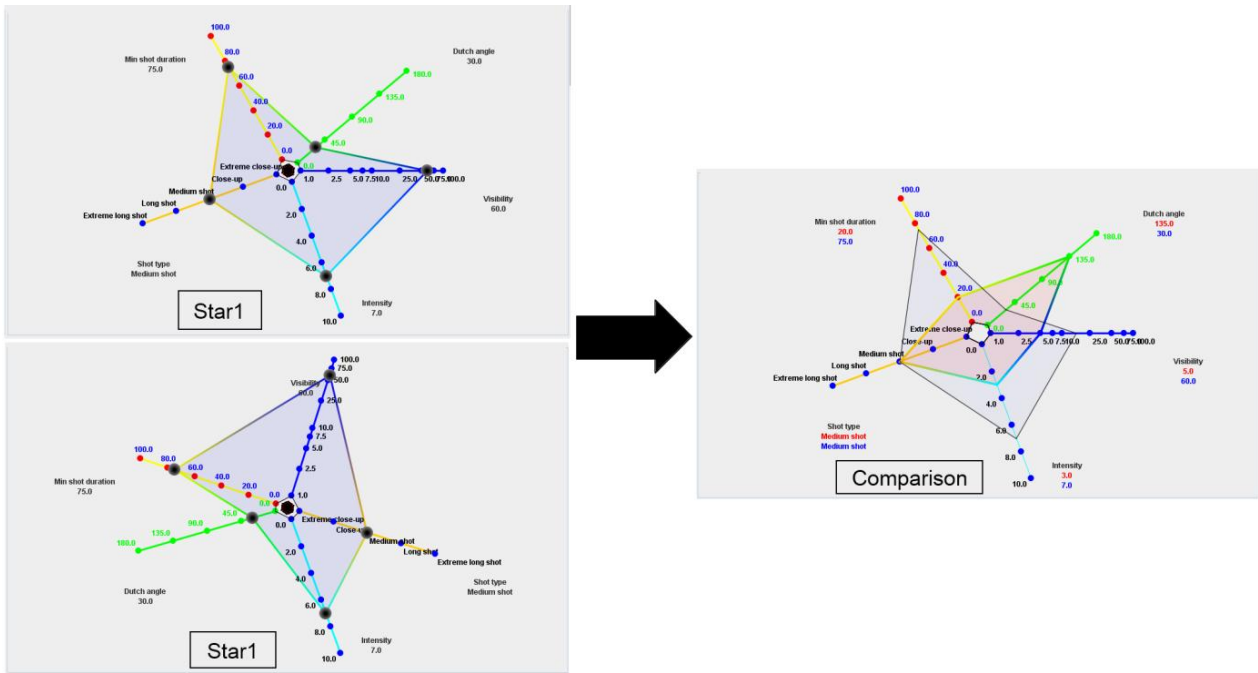 100.0
80.0
Min shot duration
75.0
60.0
40.0
20.0
0.0
Dutch angle
30.0
180.0
135.0
90.0
45.0
0.0
Extreme close-up
Close-up
Medium shot
Long shot
Extreme long shot
1.0 2.5 5.0 7.5 10.0 25.0 50.0 75.0 100.0
Visibility
60.0
0.0
2.0
4.0
6.0
8.0
10.0
Shot type
Medium shot
Intensity
7.0
Star1
100.0
75.0
50.0
25.0
10.0
7.5
5.0
2.5
1.0
Visibility
100.0 80.0 60.0 40.0 20.0 0.0
Min shot duration
75.0
180.0 135.0 90.0 45.0 0.0
Dutch angle
30.0
Extreme close-up
Medium shot
Long shot
Extreme long shot
Shot type
Medium shot
0.0
2.0
4.0
6.0
8.0
10.0
Intensity
7.0
Star1
100.0
80.0
60.0
40.0
20.0
0.0
Min shot duration
20.0
75.0
Dutch angle
135.0
30.0
180.0
135.0
90.0
45.0
0.0
Extreme close-up
Close-up
Medium shot
Long shot
Extreme long shot
1.0 2.5 5.0 7.5 10.0 25.0 50.0 75.0 100.0
Visibility
5.0
60.0
0.0
2.0
4.0
6.0
8.0
10.0
Shot type
Medium shot
Medium shot
Intensity
3.0
7.0
Comparison